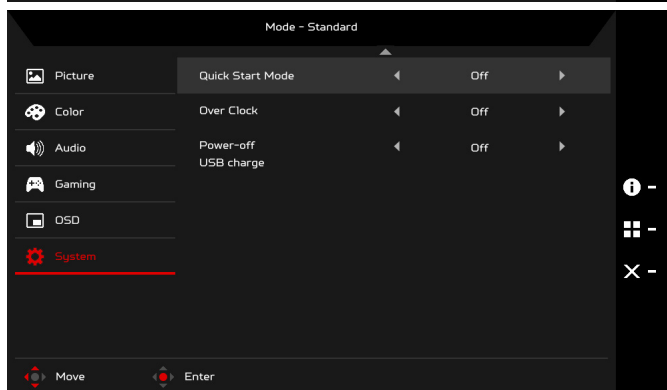 Mode - Standard
Picture
Quick Start Mode Off
Color
Over Clock Off
Audio
Power-off Off
USB charge
Gaming
OSD
System
Move Enter